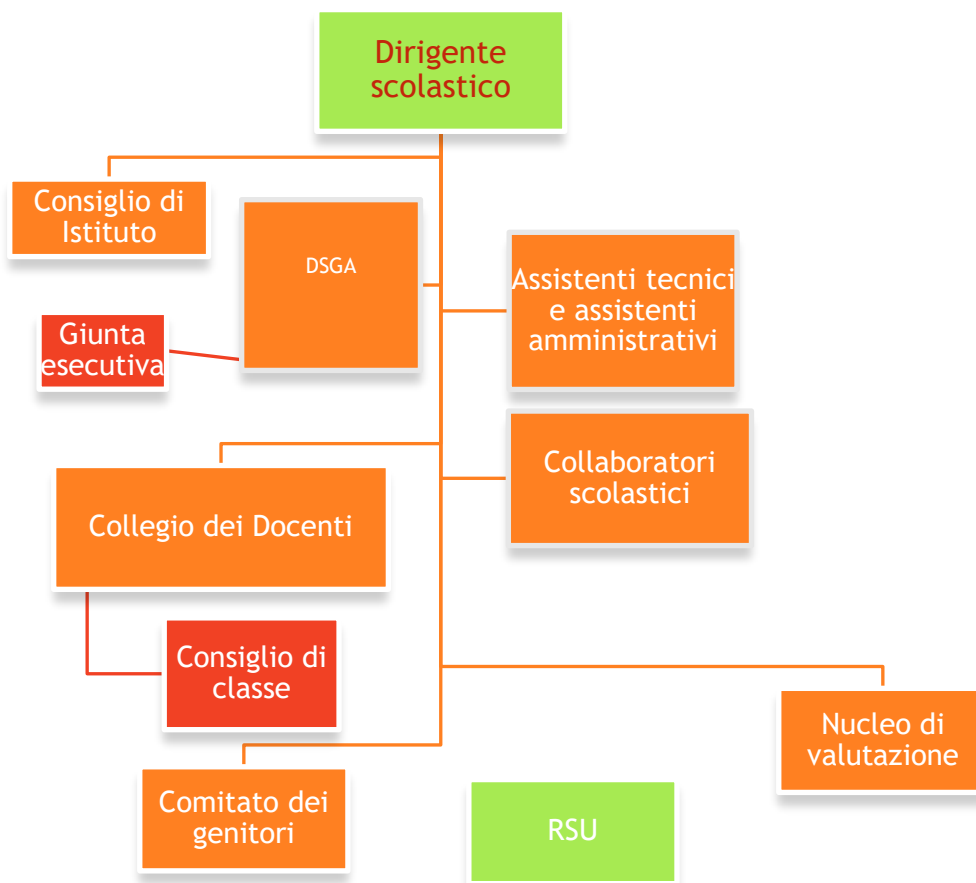 Dirigente
scolastico
Consiglio di
Istituto
DSGA
Assistenti tecnici
e assistenti
amministrativi
Giunta
esecutiva
Collaboratori
scolastici
Collegio dei Docenti
Consiglio di
classe
Nucleo di
valutazione
Comitato dei
genitori
RSU